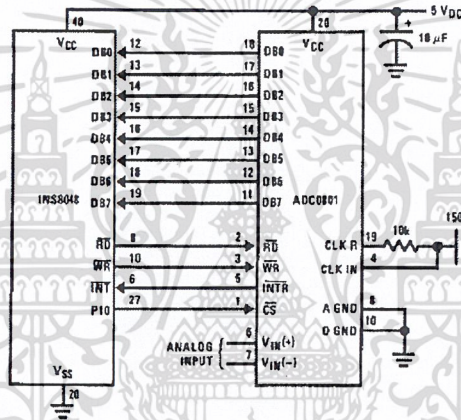 5 VDC
40
20
VCC
VCC
+
10 µF
DB0 12 18 DB0
DB1 13 17 DB1
DB2 14 16 DB2
DB3 15 15 DB3
DB4 16 14 DB4
DB5 17 13 DB5
DB6 18 12 DB6
DB7 19 11 DB7
INS8048
ADC0801
RD 8 2 RD
WR 10 3 WR
INT 6 5 INTR
P10 27 1 CS
19 CLK R
10k
150
4 CLK IN
8 A GND
10 D GND
ANALOG INPUT
6 VIN(+)
7 VIN(−)
VSS
20